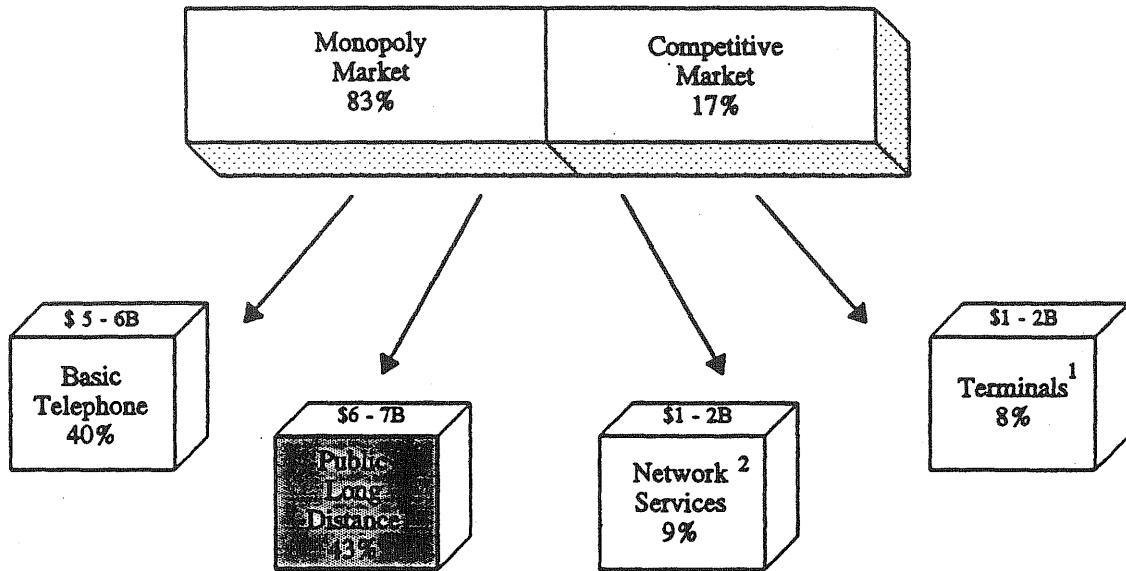 Monopoly
Market
83%
Competitive
Market
17%
$ 5 - 6B
Basic
Telephone
40%
$6 - 7B
Public
Long
Distance
43%
$1 - 2B
Network 2
Services
9%
$1 - 2B
Terminals 1
8%